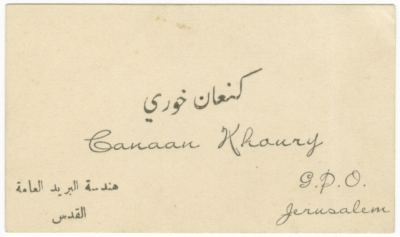 كنعان خوري
Canaan Khoury
هندسة البريد العامة
القدس
G.P.O.
Jerusalem